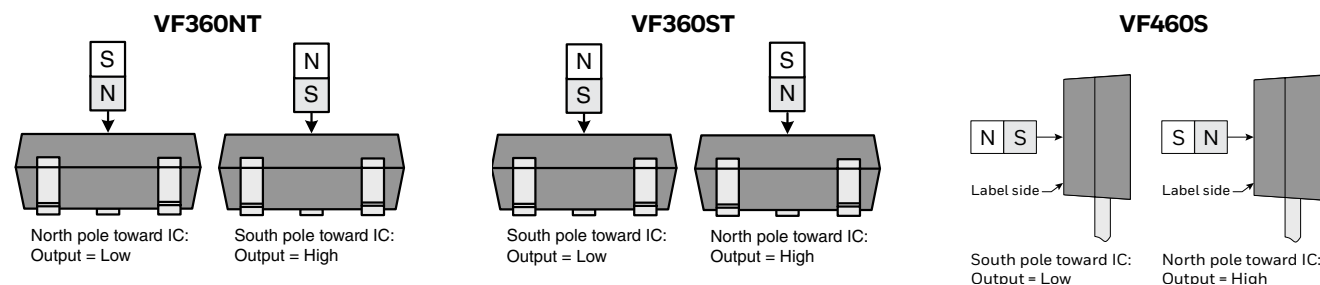 VF360NT
S
N
N
S
North pole toward IC:
Output = Low
South pole toward IC:
Output = High
VF360ST
N
S
S
N
South pole toward IC:
Output = Low
North pole toward IC:
Output = High
VF460S
N S
Label side
South pole toward IC:
Output = Low
S N
Label side
North pole toward IC:
Output = High